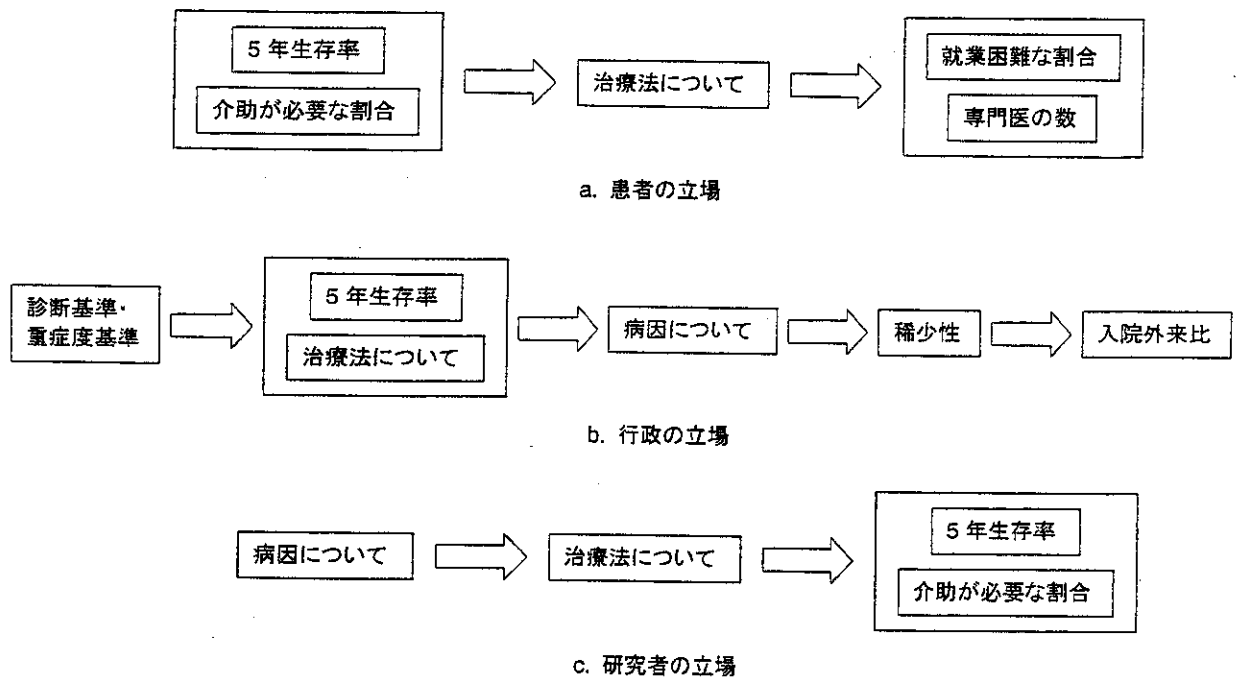 5 年生存率
介助が必要な割合
治療法について
就業困難な割合
専門医の数
a. 患者の立場
診断基準・
重症度基準
5 年生存率
治療法について
病因について
稀少性
入院外来比
b. 行政の立場
病因について
治療法について
5 年生存率
介助が必要な割合
c. 研究者の立場